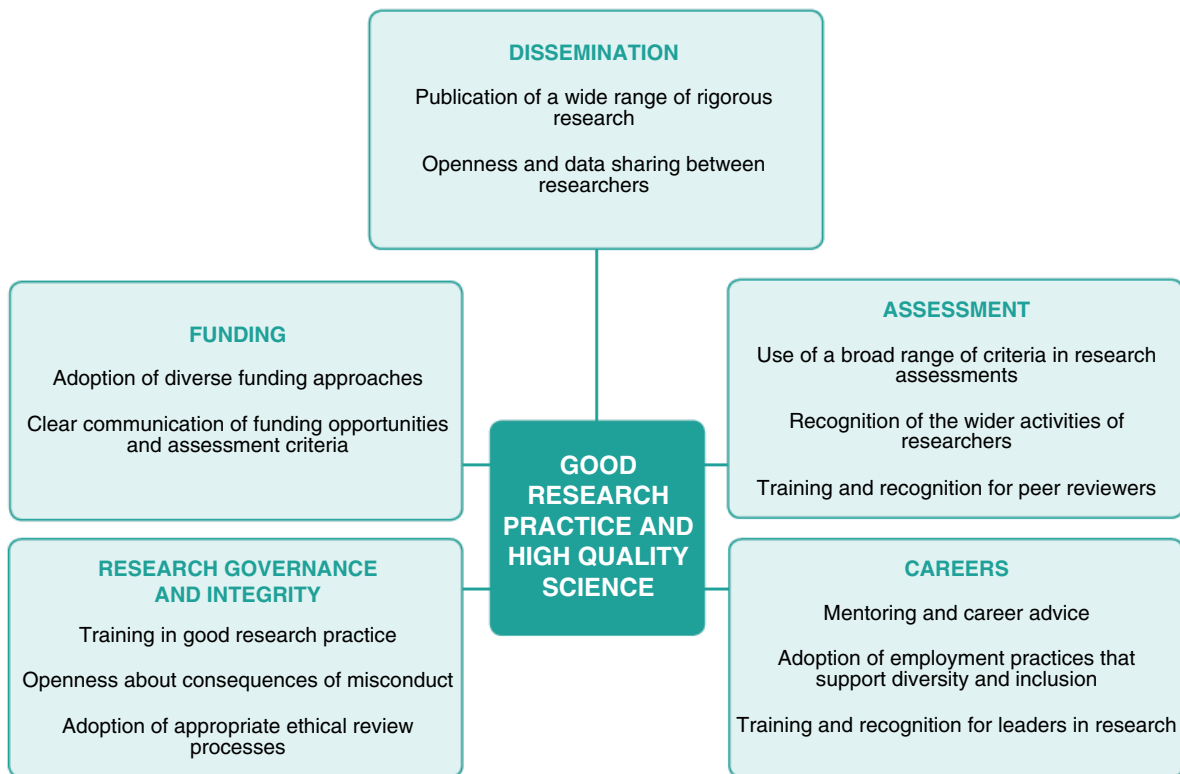 DISSEMINATION
Publication of a wide range of rigorous
research
Openness and data sharing between
researchers
FUNDING
Adoption of diverse funding approaches
Clear communication of funding opportunities
and assessment criteria
ASSESSMENT
Use of a broad range of criteria in research
assessments
Recognition of the wider activities of
researchers
Training and recognition for peer reviewers
GOOD
RESEARCH
PRACTICE AND
HIGH QUALITY
SCIENCE
RESEARCH GOVERNANCE
AND INTEGRITY
Training in good research practice
Openness about consequences of misconduct
Adoption of appropriate ethical review
processes
CAREERS
Mentoring and career advice
Adoption of employment practices that
support diversity and inclusion
Training and recognition for leaders in research